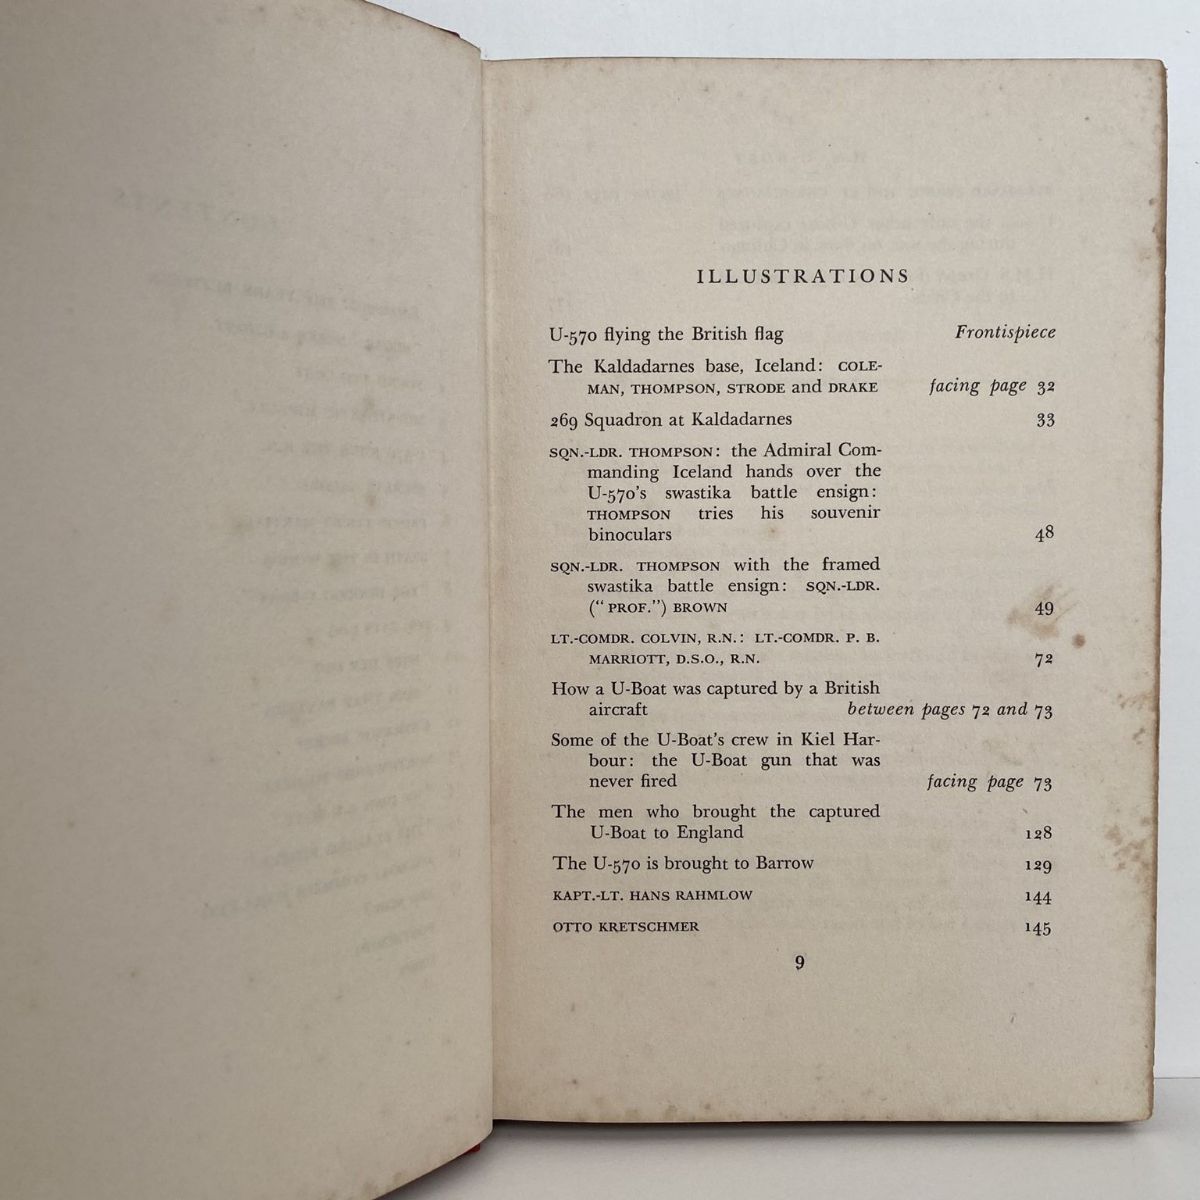 ILLUSTRATIONS
U-570 flying the British flag Frontispiece
The Kaldadarnes base, Iceland: COLE-
MAN, THOMPSON, STRODE and DRAKE facing page 32
269 Squadron at Kaldadarnes 33
SQN.-LDR. THOMPSON: the Admiral Com-
manding Iceland hands over the
U-570's swastika battle ensign:
THOMPSON tries his souvenir
binoculars 48
SQN.-LDR. THOMPSON with the framed
swastika battle ensign: SQN.-LDR.
("PROF.") BROWN 49
LT.-COMDR. COLVIN, R.N.: LT.-COMDR. P. B.
MARRIOTT, D.S.O., R.N. 72
How a U-Boat was captured by a British
aircraft between pages 72 and 73
Some of the U-Boat's crew in Kiel Har-
bour: the U-Boat gun that was
never fired facing page 73
The men who brought the captured
U-Boat to England 128
The U-570 is brought to Barrow 129
KAPT.-LT. HANS RAHMLOW 144
OTTO KRETSCHMER 145
9